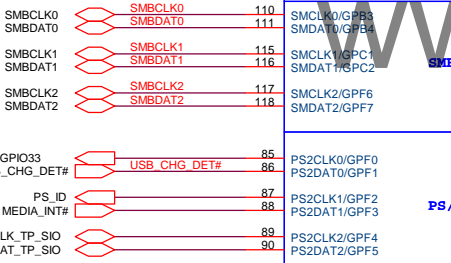 SMBCLK0 SMBCLK0 110 SMCLK0/GPB3
SMBDAT0 SMBDAT0 111 SMDAT0/GPB4
SMBCLK1 SMBCLK1 115 SMCLK1/GPC1
SMBDAT1 SMBDAT1 116 SMDAT1/GPC2
SMBCLK2 SMBCLK2 117 SMCLK2/GPF6
SMBDAT2 SMBDAT2 118 SMDAT2/GPF7
GPIO33 85 PS2CLK0/GPF0
_CHG_DET# USB_CHG_DET# 86 PS2DAT0/GPF1
PS_ID 87 PS2CLK1/GPF2
MEDIA_INT# 88 PS2DAT1/GPF3 PS/
LK_TP_SIO 89 PS2CLK2/GPF4
AT_TP_SIO 90 PS2DAT2/GPF5